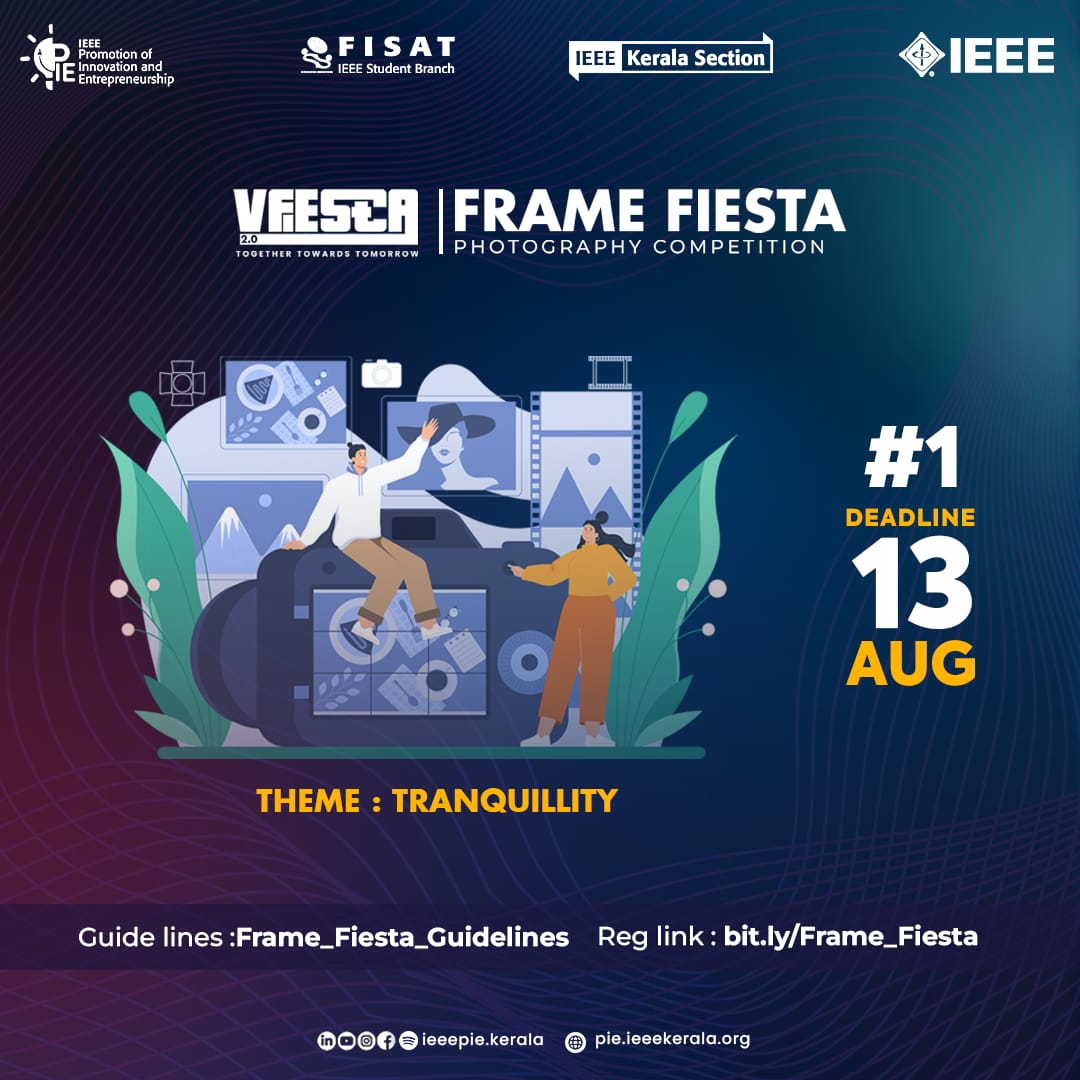 IEEE
Promotion of
Innovation and
Entrepreneurship
PIE
FISAT
IEEE Student Branch
IEEE Kerala Section
IEEE
VFiESTA
2.0
TOGETHER TOWARDS TOMORROW
FRAME FIESTA
PHOTOGRAPHY COMPETITION
#1
DEADLINE
13
AUG
THEME : TRANQUILLITY
Guide lines :Frame_Fiesta_Guidelines
Reg link : bit.ly/Frame_Fiesta
ieeepie.kerala
pie.ieeekerala.org